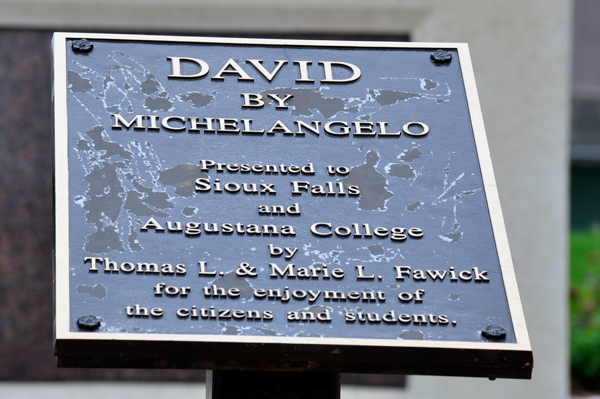 DAVID
BY
MICHELANGELO
Presented to
Sioux Falls
and
Augustana College
by
Thomas L. & Marie L. Fawick
for the enjoyment of
the citizens and students.